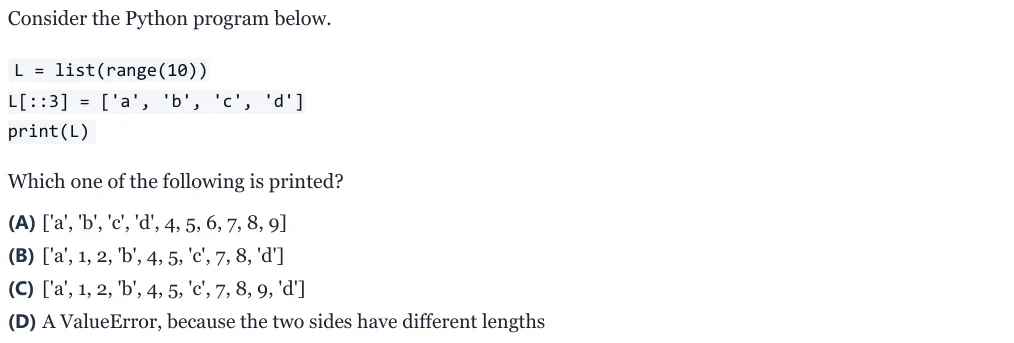 Consider the Python program below.
L = list(range(10))
L[::3] = ['a', 'b', 'c', 'd']
print(L)
Which one of the following is printed?
(A) ['a', 'b', 'c', 'd', 4, 5, 6, 7, 8, 9]
(B) ['a', 1, 2, 'b', 4, 5, 'c', 7, 8, 'd']
(C) ['a', 1, 2, 'b', 4, 5, 'c', 7, 8, 9, 'd']
(D) A ValueError, because the two sides have different lengths